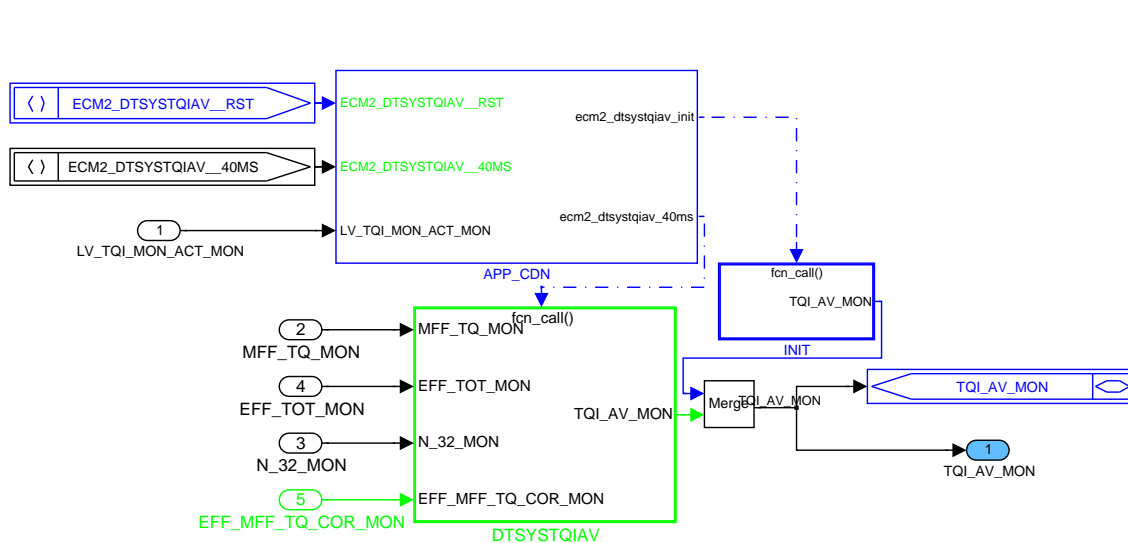 ECM2_DTSYSTQIAV__RST
ECM2_DTSYSTQIAV__RST
ecm2_dtsystqiav_init
ECM2_DTSYSTQIAV__40MS
ECM2_DTSYSTQIAV__40MS
ecm2_dtsystqiav_40ms
1
LV_TQI_MON_ACT_MON
LV_TQI_MON_ACT_MON
APP_CDN
fcn_call()
TQI_AV_MON
INIT
fcn_call()
2
MFF_TQ_MON
MFF_TQ_MON
4
EFF_TOT_MON
EFF_TOT_MON
3
N_32_MON
N_32_MON
5
EFF_MFF_TQ_COR_MON
EFF_MFF_TQ_COR_MON
TQI_AV_MON
DTSYSTQIAV
Merge
TQI_AV_MON
TQI_AV_MON
1
TQI_AV_MON